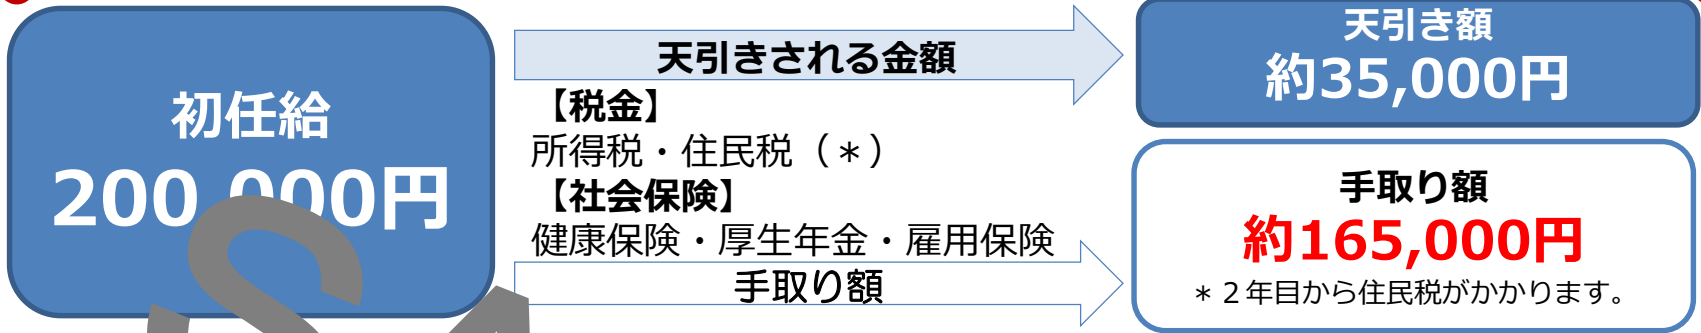 初任給
200,000円
天引きされる金額
【税金】
所得税・住民税（＊）
【社会保険】
健康保険・厚生年金・雇用保険
手取り額
天引き額
約35,000円
手取り額
約165,000円
＊２年目から住民税がかかります。